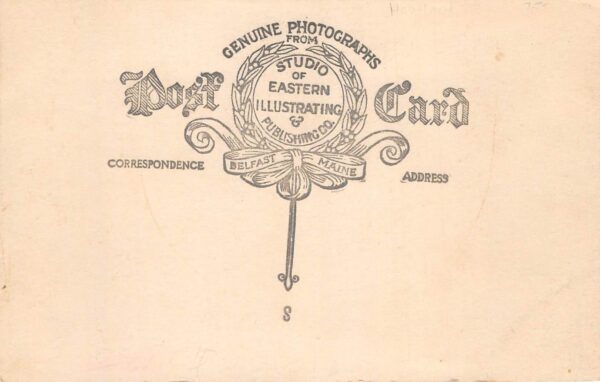 GENUINE PHOTOGRAPHS
FROM
STUDIO
OF
EASTERN
ILLUSTRATING
&
PUBLISHING CO.
Post Card
BELFAST MAINE
CORRESPONDENCE
ADDRESS
S